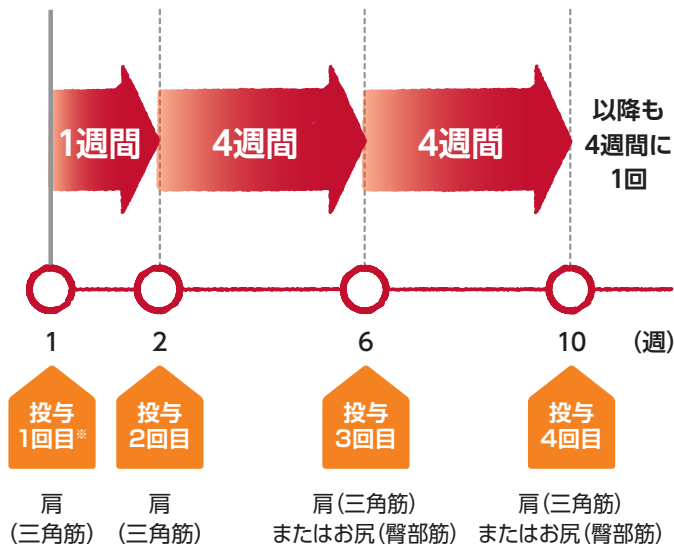 1週間
4週間
4週間
以降も
4週間に
1回
1
2
6
10
(週)
投与
1回目※
投与
2回目
投与
3回目
投与
4回目
肩
(三角筋)
肩
(三角筋)
肩(三角筋)
またはお尻(臀部筋)
肩(三角筋)
またはお尻(臀部筋)